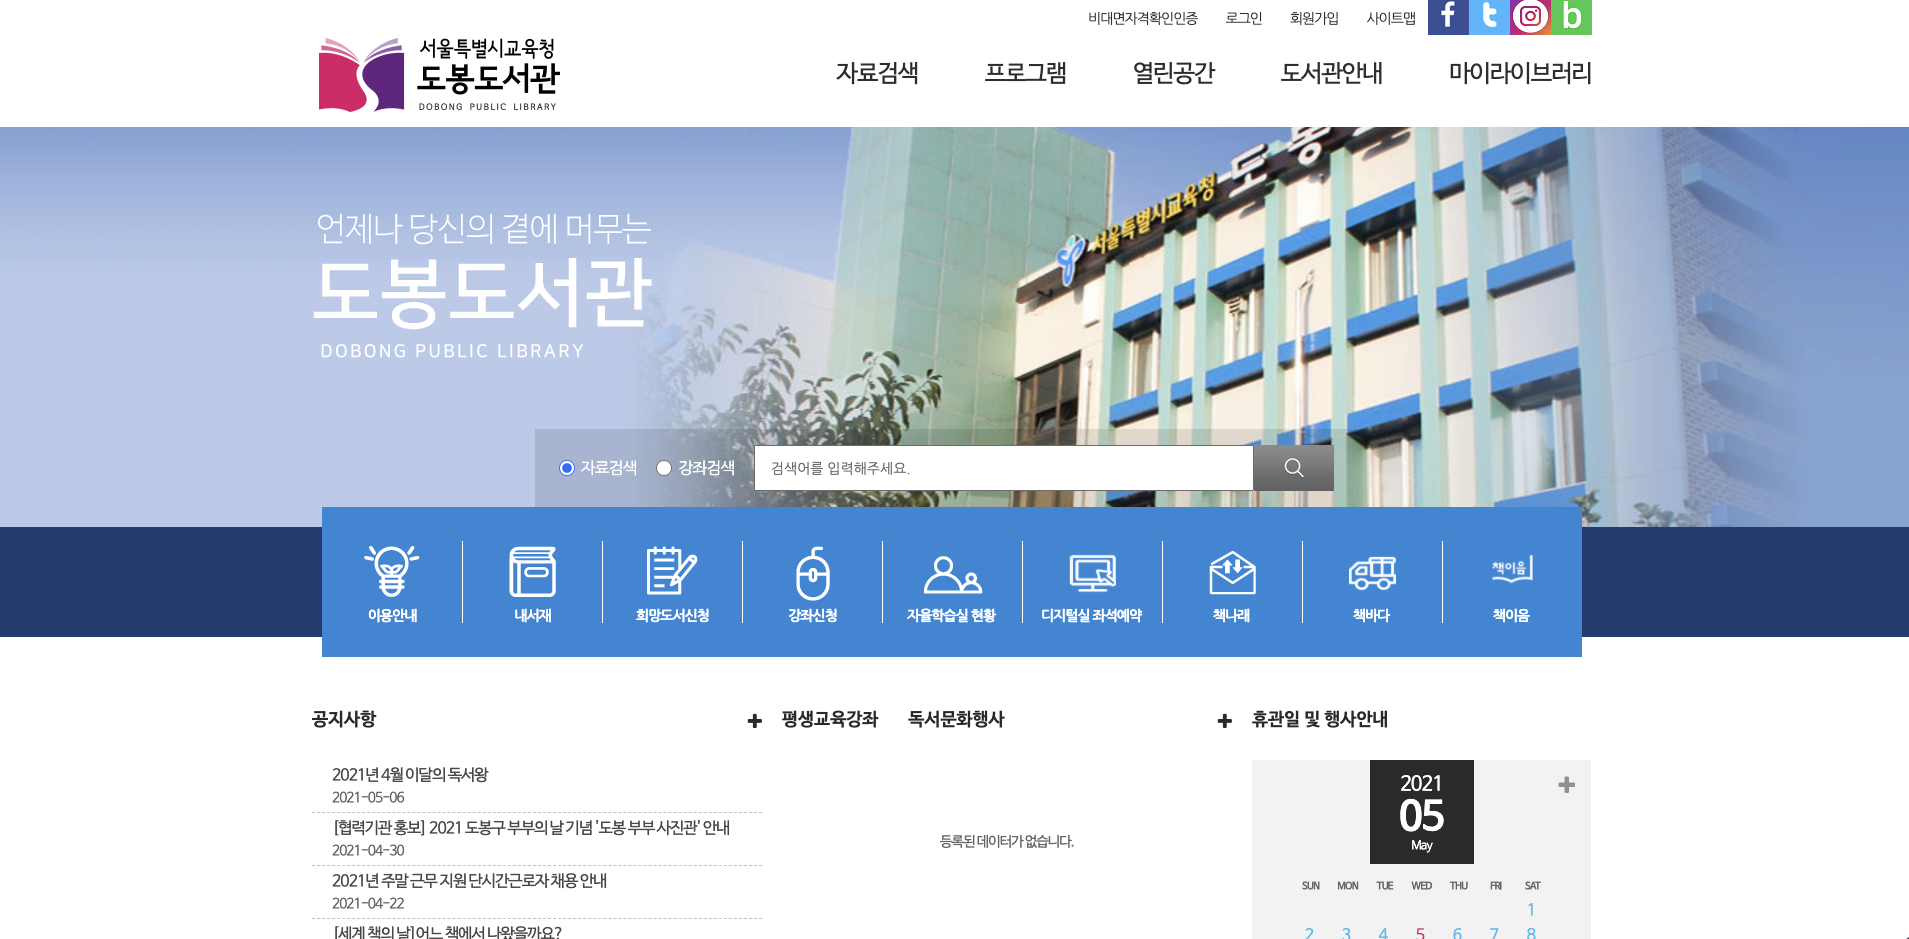 비대면자격확인인증 로그인 회원가입 사이트맵
서울특별시교육청
도봉도서관
DOBONG PUBLIC LIBRARY
자료검색 프로그램 열린공간 도서관안내 마이라이브러리
서울특별시교육청 도봉
언제나 당신의 곁에 머무는
도봉도서관
DOBONG PUBLIC LIBRARY
자료검색 강좌검색 검색어를 입력해주세요.
책이음
이용안내 내서재 희망도서신청 강좌신청 자율학습실 현황 디지털실 좌석예약 책나래 책바다 책이음
공지사항
2021년 4월 이달의 독서왕
2021-05-06
[협력기관 홍보] 2021 도봉구 부부의 날 기념 '도봉 부부 사진관' 안내
2021-04-30
2021년 주말 근무 지원 단시간근로자 채용 안내
2021-04-22
[세계 책의 날]어느 책에서 나왔을까요?
평생교육강좌 독서문화행사
등록된 데이터가 없습니다.
휴관일 및 행사안내
2021
05
May
SUN MON TUE WED THU FRI SAT
1
2 3 4 5 6 7 8